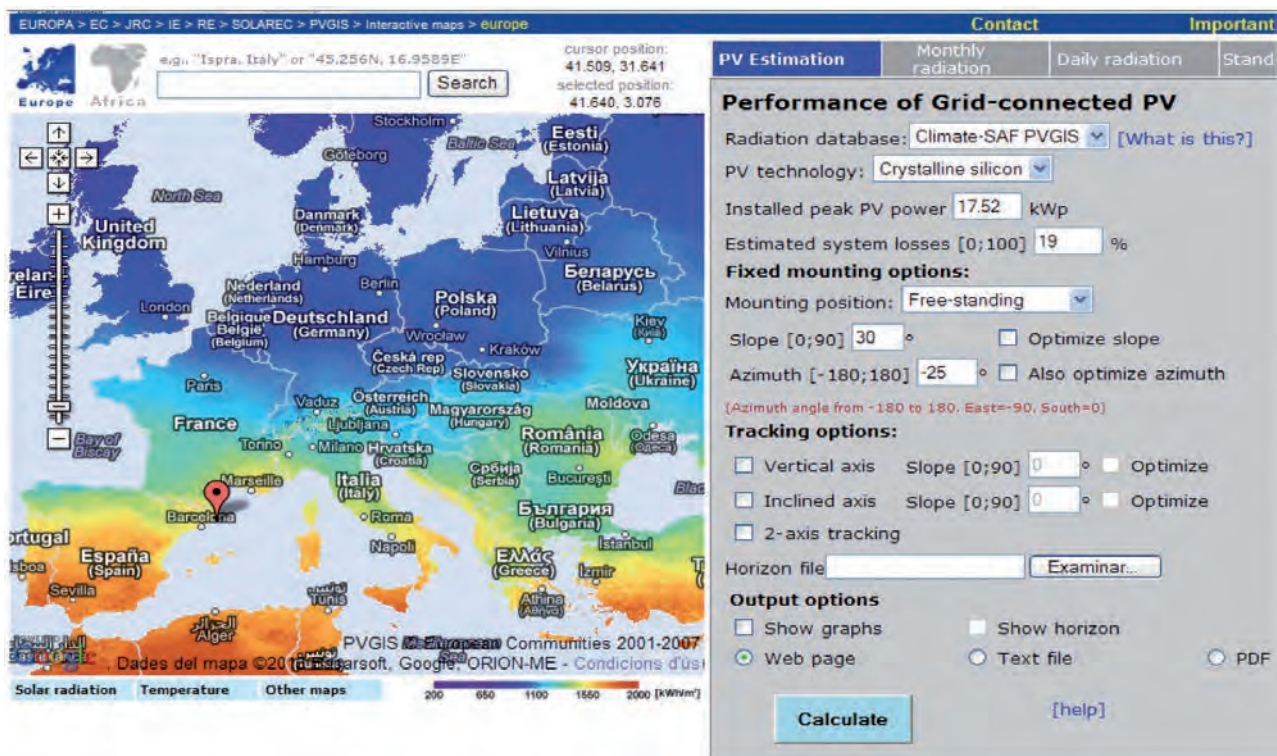 EUROPA > EC > JRC > IE > RE > SOLAREC > PVGIS > Interactive maps > europe
Contact
Important
Europe
Africa
e.g., "Ispra, Italy" or "45.256N, 16.9589E"
Search
cursor position:
41.509, 31.641
selected position:
41.640, 3.076
Stockholm
Baltic Sea
Eesti
(Estonia)
Göteborg
Latvija
(Latvia)
North Sea
Danmark
(Denmark)
Lietuva
(Lithuania)
United
Kingdom
Vilnius
Hamburg
Беларусь
(Belarus)
Éire
Nederland
(Netherlands)
Berlin
London
Polska
(Poland)
België
Belgique
(Belgium)
Deutschland
(Germany)
Wrocław
Kiev
(Київ)
Kraków
Česká rep
(Czech Rep)
Slovensko
(Slovakia)
Україна
(Ukraine)
Paris
Vaduz
Österreich
(Austria)
Magyarország
(Hungary)
Moldova
France
Ljubljana
Bay of
Biscay
Torino
Milano
Hrvatska
(Croatia)
România
(Romania)
Odesa
(Одеса)
Србија
(Serbia)
București
Marseille
Italia
(Italy)
България
(Bulgaria)
Barcelona
Roma
ortugal
España
(Spain)
Napoli
İstanbul
Ελλάς
(Greece)
İzmir
Sevilla
تونس
Tunis
Αθήνα
Athina
الجزائر
Alger
PVGIS
European Communities 2001-2007
Dades del mapa
Google, ORION-ME - Condicions d'ús
Solar radiation
Temperature
Other maps
200 650 1100 1550 2000 [kWh/m²]
PV Estimation
Monthly
radiation
Daily radiation
Stand
Performance of Grid-connected PV
Radiation database: Climate-SAF PVGIS [What is this?]
PV technology: Crystalline silicon
Installed peak PV power 17.52 kWp
Estimated system losses [0;100] 19 %
Fixed mounting options:
Mounting position: Free-standing
Slope [0;90] 30 ° Optimize slope
Azimuth [-180;180] -25 ° Also optimize azimuth
(Azimuth angle from -180 to 180. East=-90, South=0)
Tracking options:
Vertical axis Slope [0;90] 0 ° Optimize
Inclined axis Slope [0;90] 0 ° Optimize
2-axis tracking
Horizon file Examinar...
Output options
Show graphs Show horizon
Web page Text file PDF
Calculate [help]